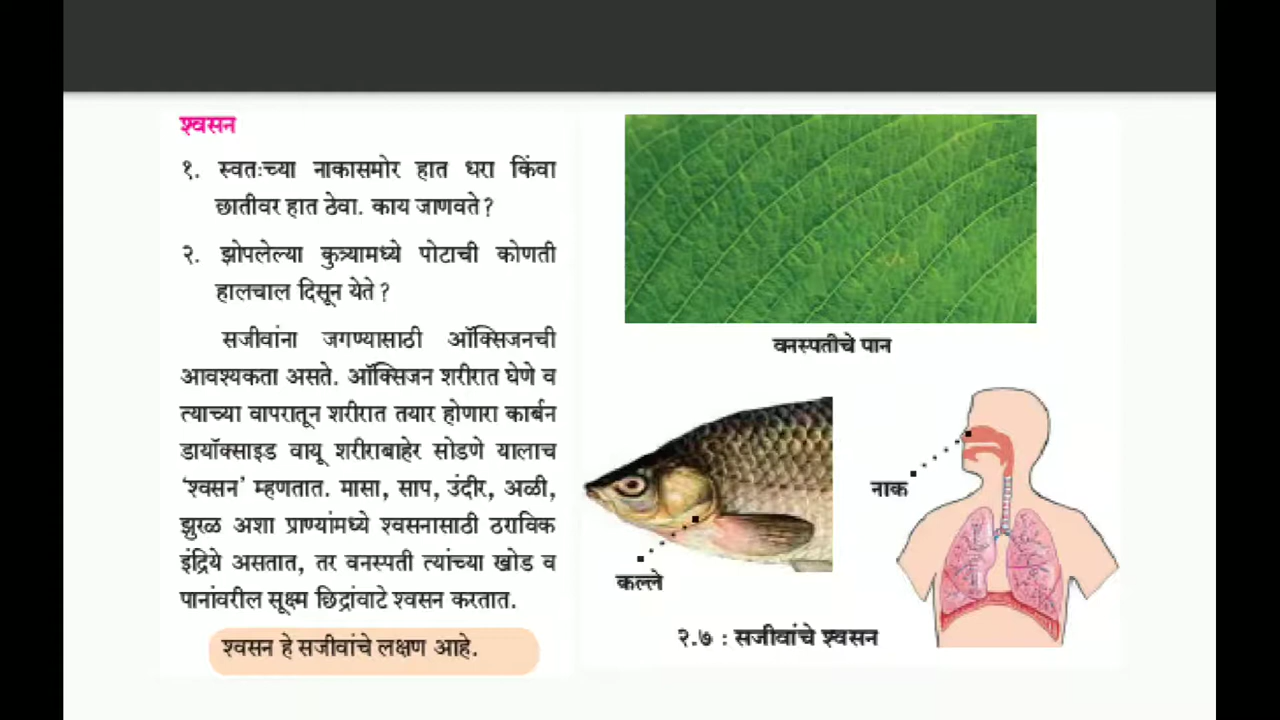 श्वसन
१. स्वतःच्या नाकासमोर हात धरा किंवा
छातीवर हात ठेवा. काय जाणवते ?
२. झोपलेल्या कुत्र्यामध्ये पोटाची कोणती
हालचाल दिसून येते ?
सजीवांना जगण्यासाठी ऑक्सिजनची
आवश्यकता असते. ऑक्सिजन शरीरात घेणे व
त्याच्या वापरातून शरीरात तयार होणारा कार्बन
डायॉक्साइड वायू शरीराबाहेर सोडणे यालाच
‘श्वसन’ म्हणतात. मासा, साप, उंदीर, अळी,
झुरळ अशा प्राण्यांमध्ये श्वसनासाठी ठराविक
इंद्रिये असतात, तर वनस्पती त्यांच्या खोड व
पानांवरील सूक्ष्म छिद्रांवाटे श्वसन करतात.
श्वसन हे सजीवांचे लक्षण आहे.
वनस्पतीचे पान
नाक
कल्ले
२.७ : सजीवांचे श्वसन